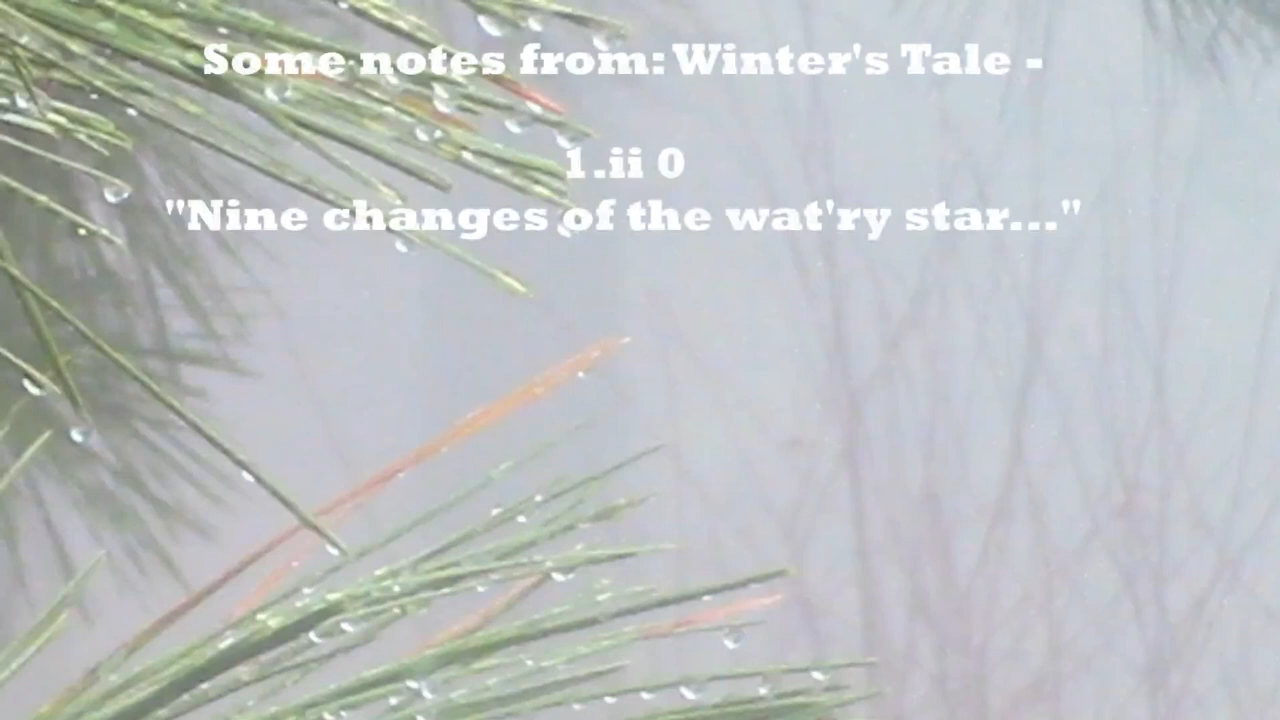 Some notes from: Winter's Tale -
1.ii 0
"Nine changes of the wat'ry star..."